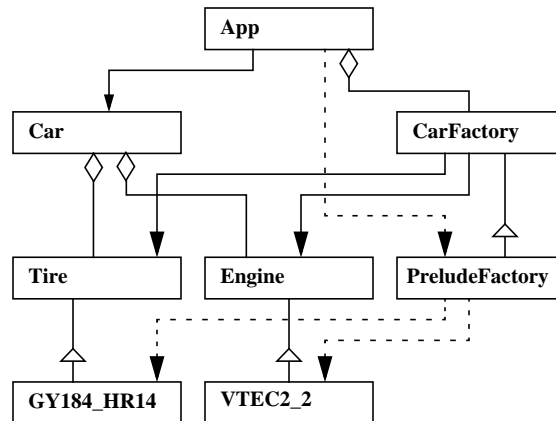 App
Car
CarFactory
Tire
Engine
PreludeFactory
GY184_HR14
VTEC2_2